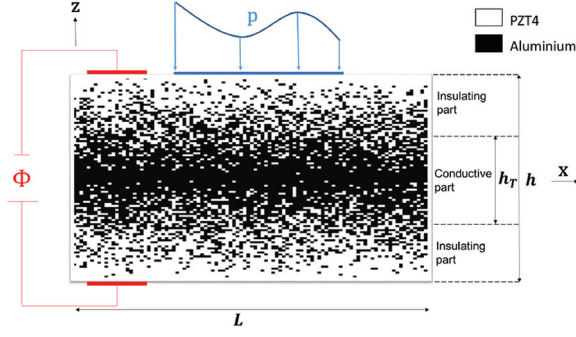 z
p
PZT4
Aluminium
Insulating
part
Φ
Conductive
part
h_T
h
x
Insulating
part
L